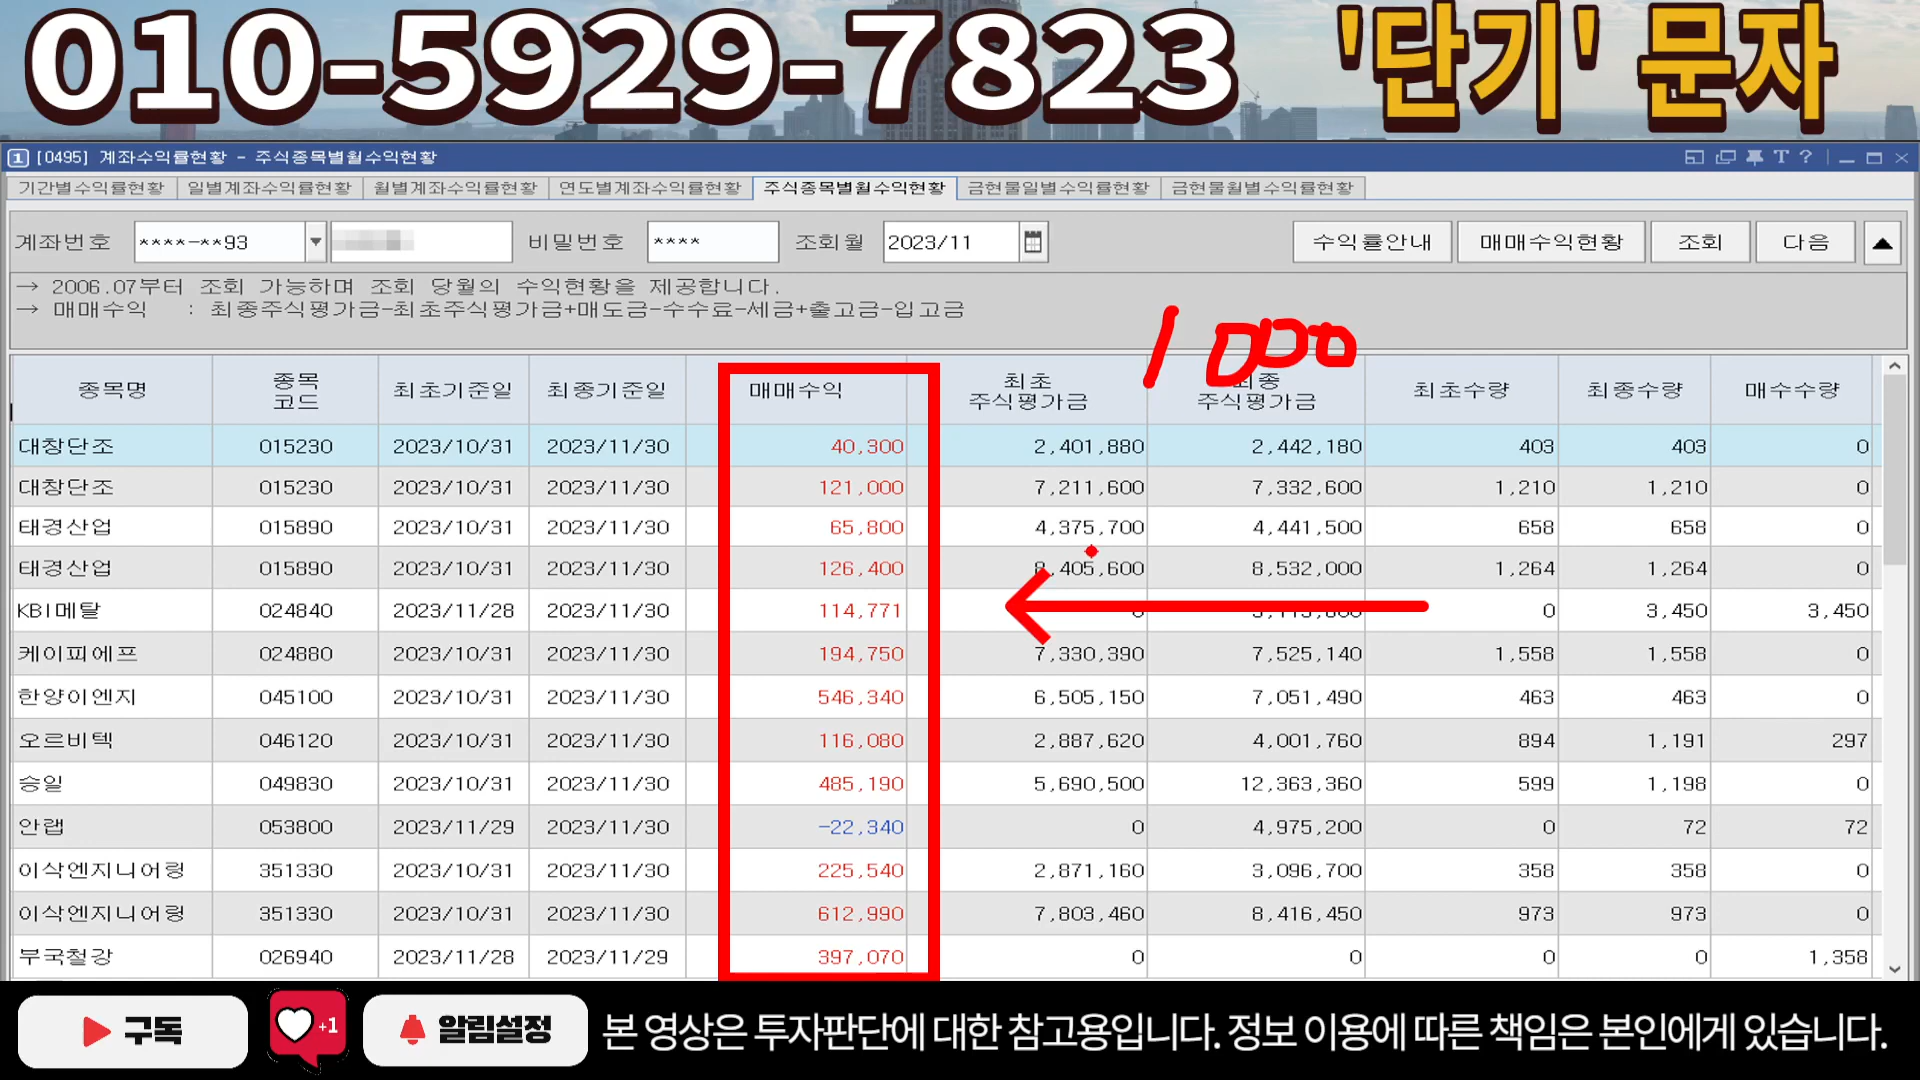 010-5929-7823 '단기' 문자
1 [0495] 계좌수익률현황 - 주식종목별월수익현황
기간별수익률현황 일별계좌수익률현황 월별계좌수익률현황 연도별계좌수익률현황 주식종목별월수익현황 금현물일별수익률현황 금현물월별수익률현황
계좌번호 ****-**93 비밀번호 **** 조회월 2023/11 수익률안내 매매수익현황 조회 다음
→ 2006.07부터 조회 가능하며 조회 당월의 수익현황을 제공합니다.
→ 매매수익 : 최종주식평가금-최초주식평가금+매도금-수수료-세금+출고금-입고금
1000
종목명 종목코드 최초기준일 최종기준일 매매수익 최초주식평가금 최종주식평가금 최초수량 최종수량 매수수량
대창단조 015230 2023/10/31 2023/11/30 40,300 2,401,880 2,442,180 403 403 0
대창단조 015230 2023/10/31 2023/11/30 121,000 7,211,600 7,332,600 1,210 1,210 0
태경산업 015890 2023/10/31 2023/11/30 65,800 4,375,700 4,441,500 658 658 0
태경산업 015890 2023/10/31 2023/11/30 126,400 8,405,600 8,532,000 1,264 1,264 0
KBI메탈 024840 2023/11/28 2023/11/30 114,771 0 0 3,450 3,450
케이피에프 024880 2023/10/31 2023/11/30 194,750 7,330,390 7,525,140 1,558 1,558 0
한양이엔지 045100 2023/10/31 2023/11/30 546,340 6,505,150 7,051,490 463 463 0
오르비텍 046120 2023/10/31 2023/11/30 116,080 2,887,620 4,001,760 894 1,191 297
승일 049830 2023/10/31 2023/11/30 485,190 5,690,500 12,363,360 599 1,198 0
안랩 053800 2023/11/29 2023/11/30 -22,340 0 4,975,200 0 72 72
이삭엔지니어링 351330 2023/10/31 2023/11/30 225,540 2,871,160 3,096,700 358 358 0
이삭엔지니어링 351330 2023/10/31 2023/11/30 612,990 7,803,460 8,416,450 973 973 0
부국철강 026940 2023/11/28 2023/11/29 397,070 0 0 0 0 1,358
구독 +1 알림설정 본 영상은 투자판단에 대한 참고용입니다. 정보 이용에 따른 책임은 본인에게 있습니다.